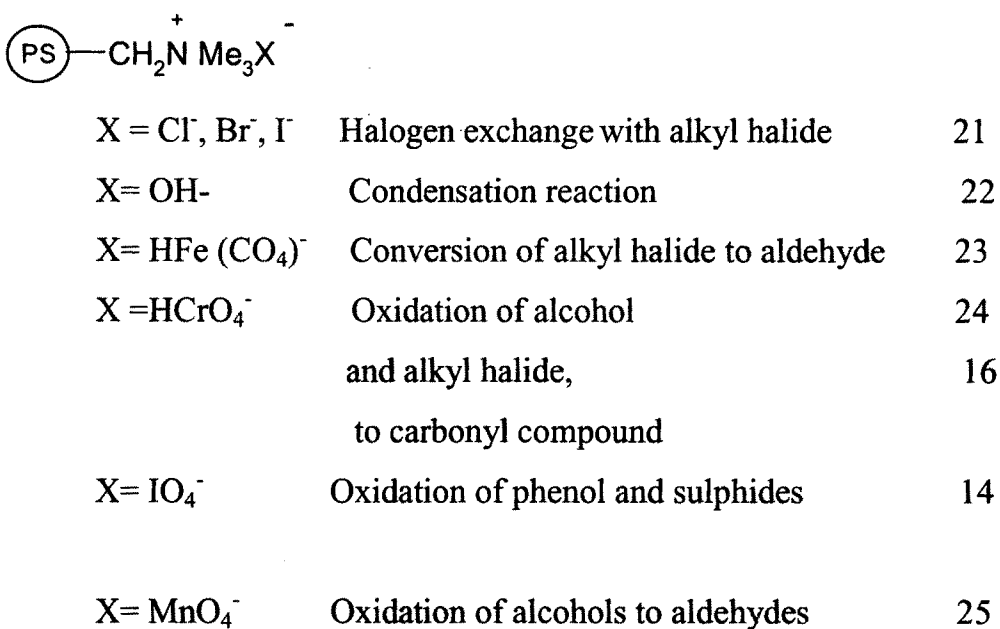 PS—CH₂N⁺Me₃X⁻
X = Cl⁻, Br⁻, I⁻ Halogen exchange with alkyl halide 21
X= OH- Condensation reaction 22
X= HFe (CO₄)⁻ Conversion of alkyl halide to aldehyde 23
X =HCrO₄⁻ Oxidation of alcohol 24
and alkyl halide, 16
to carbonyl compound
X= IO₄⁻ Oxidation of phenol and sulphides 14
X= MnO₄⁻ Oxidation of alcohols to aldehydes 25